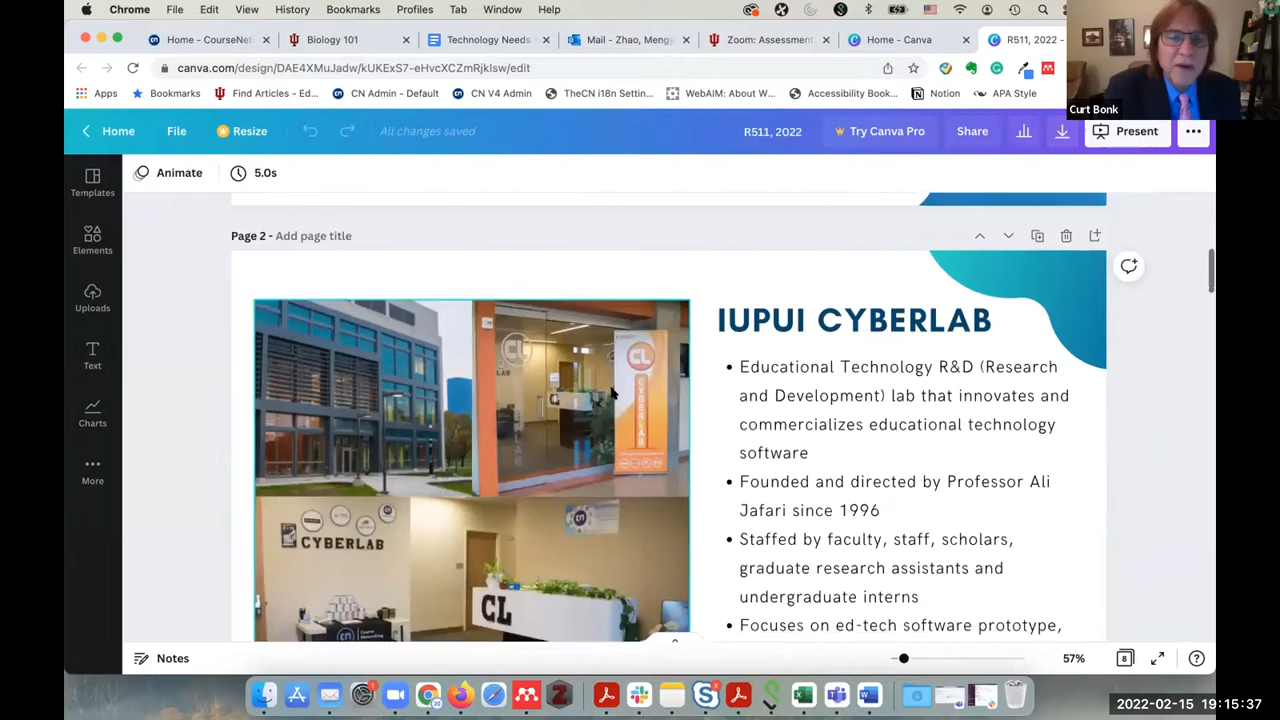 Chrome File Edit View History Bookmarks Profiles Tab Window Help
Home - CourseNet Biology 101 Technology Needs Mail - Zhao, Meng Zoom: Assessment Home - Canva R511, 2022 -
canva.com/design/DAE4XMuJadw/kUKExS7-eHvcXCZmRjkIsw/edit
Apps Bookmarks Find Articles - Ed... CN Admin - Default CN V4 Admin TheCN i18n Settin... WebAIM: About W... Accessibility Book... Notion APA Style
Curt Bonk
Home File Resize All changes saved R511, 2022 Try Canva Pro Share Present
Animate 5.0s
Templates
Elements
Uploads
Text
Charts
More
Page 2 - Add page title
CL
CYBERLAB
CYBERLAB
CL
IUPUI CYBERLAB
• Educational Technology R&D (Research
and Development) lab that innovates and
commercializes educational technology
software
• Founded and directed by Professor Ali
Jafari since 1996
• Staffed by faculty, staff, scholars,
graduate research assistants and
undergraduate interns
• Focuses on ed-tech software prototype,
Notes 57% 8
2022-02-15 19:15:37